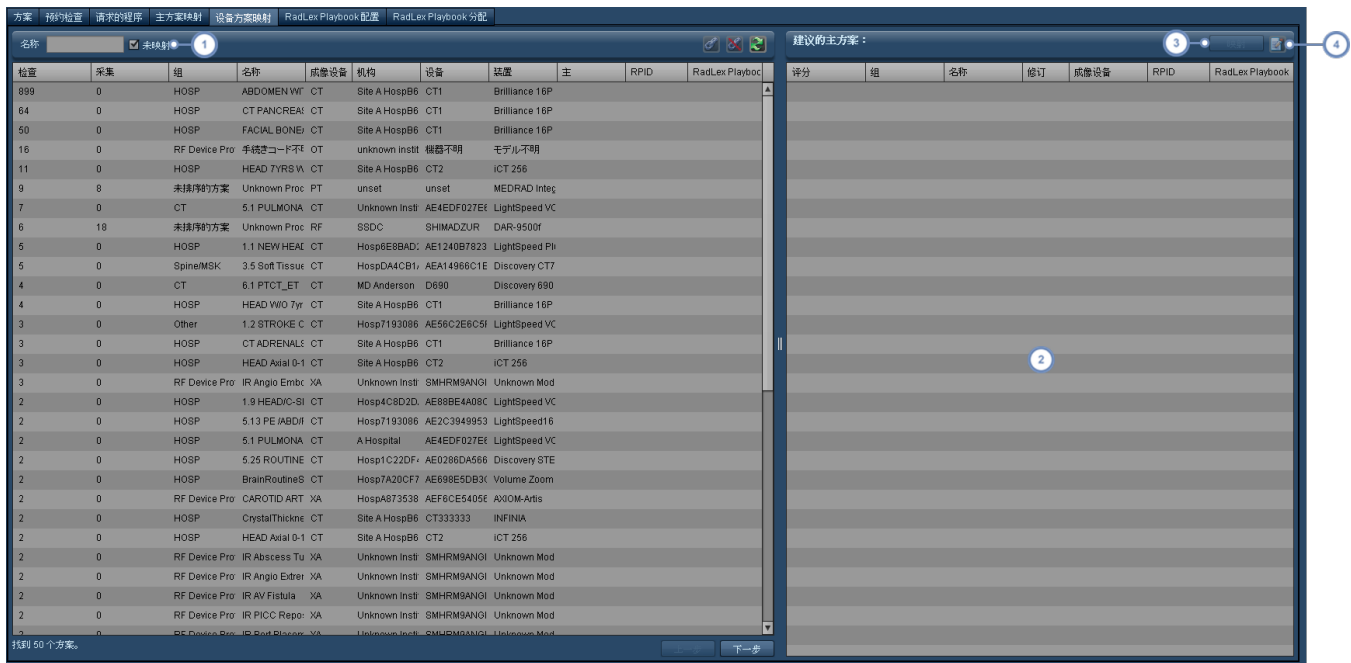 方案 预约检查 请求的程序 主方案映射 设备方案映射 RadLex Playbook 配置 RadLex Playbook 分配
名称 未映射 1 建议的主方案： 3 4
检查 采集 组 名称 成像设备 机构 设备 装置 主 RPID RadLex Playboc 评分 组 名称 修订 成像设备 RPID RadLex Playbook
899 0 HOSP ABDOMEN CT Site A HospB6 CT1 Brilliance 16P
64 0 HOSP CT PANCREAS CT Site A HospB6 CT1 Brilliance 16P
50 0 HOSP FACIAL BONE/ CT Site A HospB6 CT1 Brilliance 16P
16 0 RF Device Pro 手続きコード不 OT unknown instit 機器不明 モデル不明
11 0 HOSP HEAD 7YRS CT Site A HospB6 CT2 iCT 256
9 8 未排序的方案 Unknown Proc PT unset unset MEDRAD Integ
7 0 CT 5.1 PULMONA CT Unknown Insti AE4EDF027E6 LightSpeed VC
6 18 未排序的方案 Unknown Proc RF SSDC SHIMADZUR DAR-9500f
5 0 HOSP 1.1 NEW HEAD CT Hosp6E8BAD AE1240B7823 LightSpeed Pl
5 0 Spine/MSK 3.5 Soft Tissue CT HospDA4CB1 AEA14966C1E Discovery CT7
4 0 CT 6.1 PTCT_ET CT MD Anderson D690 Discovery 690
4 0 HOSP HEAD W/O 7yr CT Site A HospB6 CT1 Brilliance 16P
3 0 Other 1.2 STROKE C CT Hosp7193086 AE56C2E6C5 LightSpeed VC
3 0 HOSP CT ADRENALS CT Site A HospB6 CT1 Brilliance 16P
3 0 HOSP HEAD Axial 0-1 CT Site A HospB6 CT2 iCT 256 2
3 0 RF Device Pro IR Angio Embo XA Unknown Insti SMHRM9ANGI Unknown Mod
2 0 HOSP 1.9 HEAD/C-SI CT Hosp4C8D2D AE88BE4A08C LightSpeed VC
2 0 HOSP 5.13 PE /ABD/ CT Hosp7193086 AE2C3949953 LightSpeed16
2 0 HOSP 5.1 PULMONA CT A Hospital AE4EDF027E6 LightSpeed VC
2 0 HOSP 5.25 ROUTINE CT Hosp1C22DF AE0286DA566 Discovery STE
2 0 HOSP BrainRoutineS CT Hosp7A20CF7 AE698E5DB3 Volume Zoom
2 0 RF Device Pro CAROTID ART XA HospA873538 AEF6CE5405E AXIOM-Artis
2 0 HOSP CrystalThickne CT Site A HospB6 CT333333 INFINIA
2 0 HOSP HEAD Axial 0-1 CT Site A HospB6 CT2 iCT 256
2 0 RF Device Pro IR Abscess Tu XA Unknown Insti SMHRM9ANGI Unknown Mod
2 0 RF Device Pro IR Angio Extrer XA Unknown Insti SMHRM9ANGI Unknown Mod
2 0 RF Device Pro IR AV Fistula XA Unknown Insti SMHRM9ANGI Unknown Mod
2 0 RF Device Pro IR PICC Repo XA Unknown Insti SMHRM9ANGI Unknown Mod
找到 50 个方案。 下一步